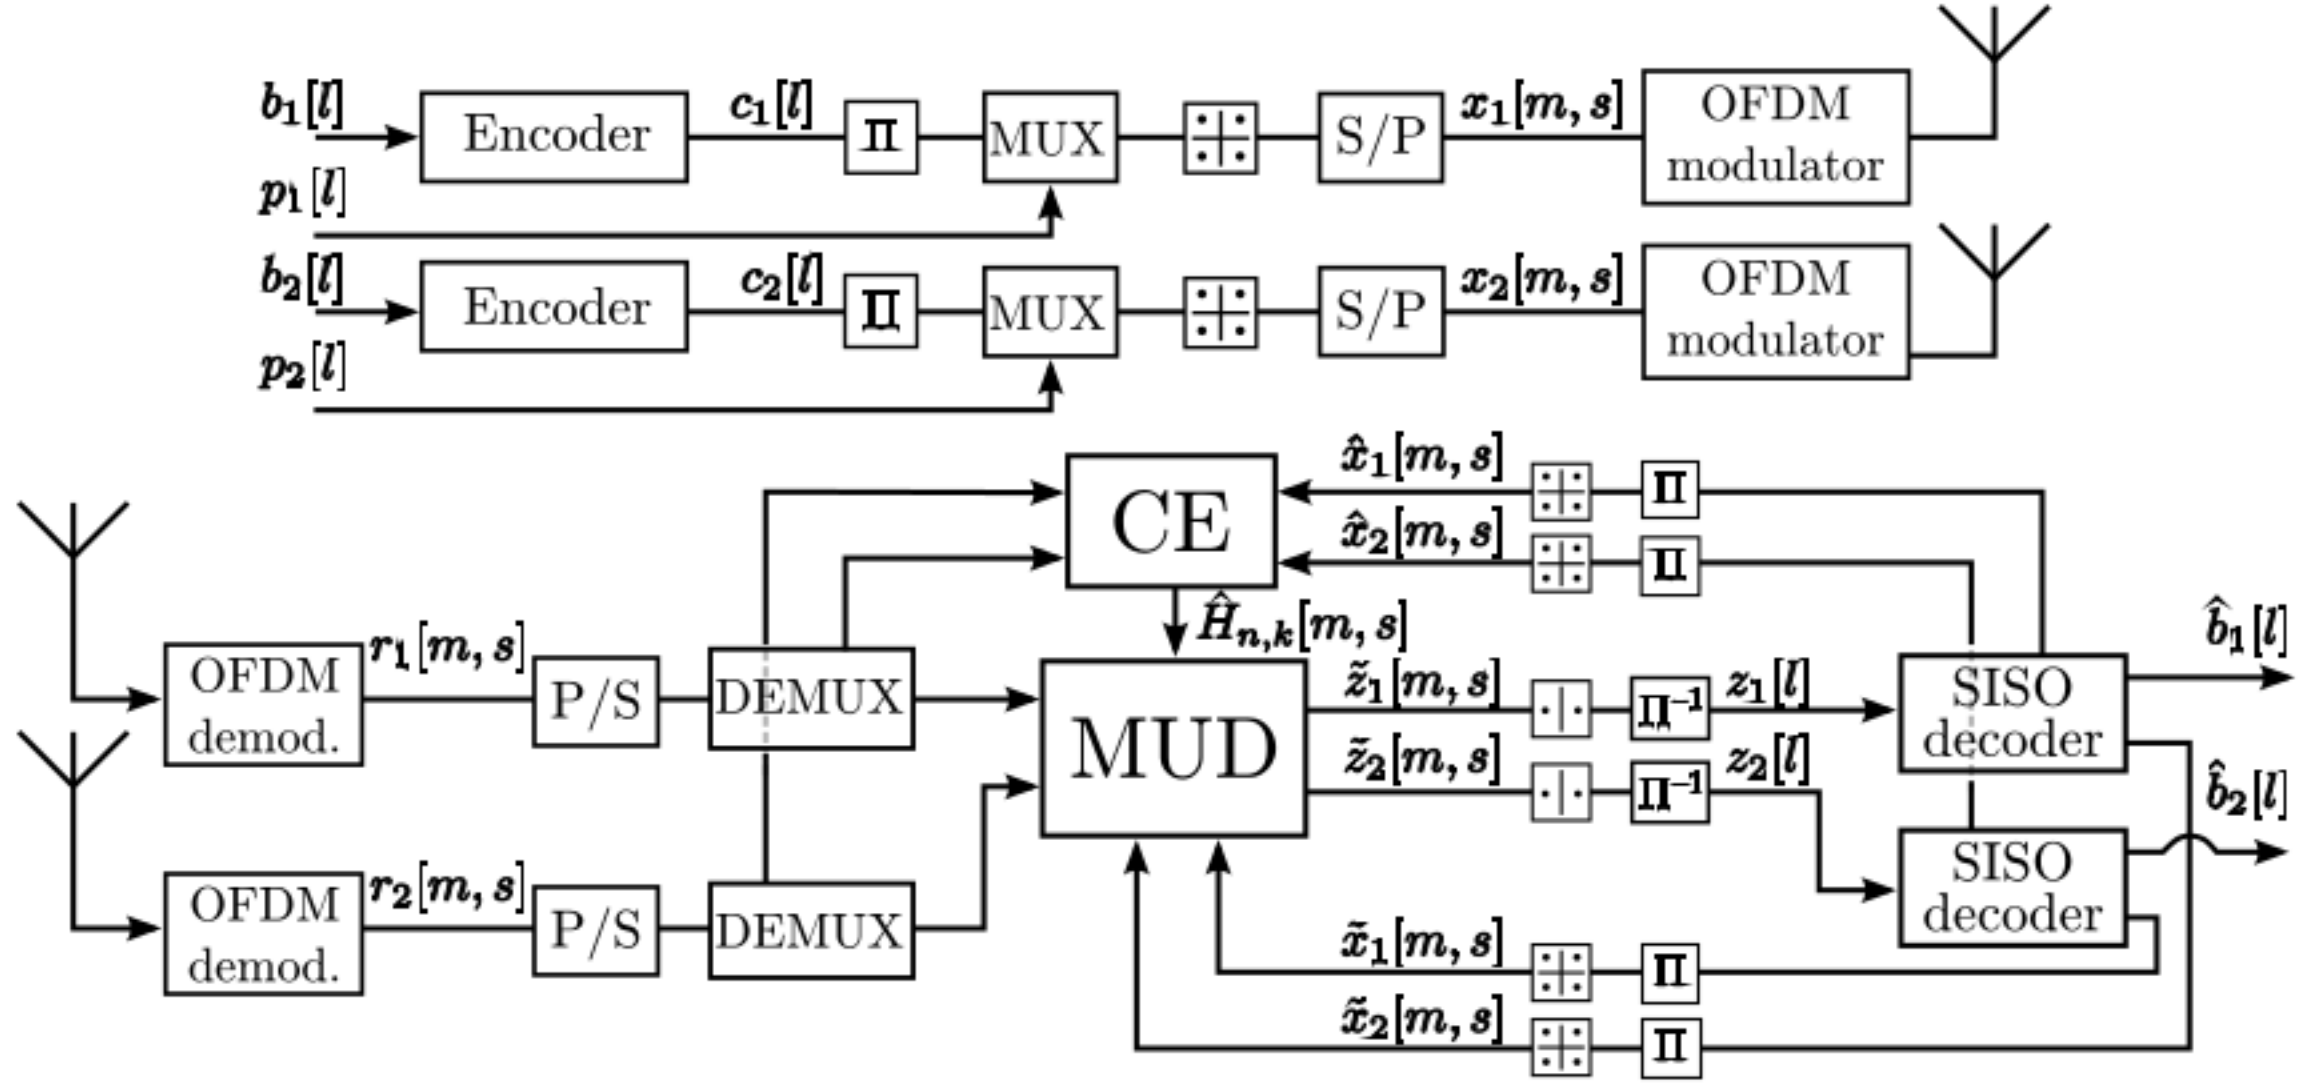 b₁[l] Encoder c₁[l] Π MUX S/P x₁[m, s] OFDM modulator
p₁[l]
b₂[l] Encoder c₂[l] Π MUX S/P x₂[m, s] OFDM modulator
p₂[l]
CE x̂₁[m, s] Π
x̂₂[m, s] Π
Ĥₙ,ₖ[m, s]
b̂₁[l]
OFDM demod. r₁[m, s] P/S DEMUX MUD z̃₁[m, s] Π⁻¹ z₁[l] SISO decoder
z̃₂[m, s] Π⁻¹ z₂[l]
b̂₂[l]
SISO decoder
OFDM demod. r₂[m, s] P/S DEMUX
x̃₁[m, s] Π
x̃₂[m, s] Π